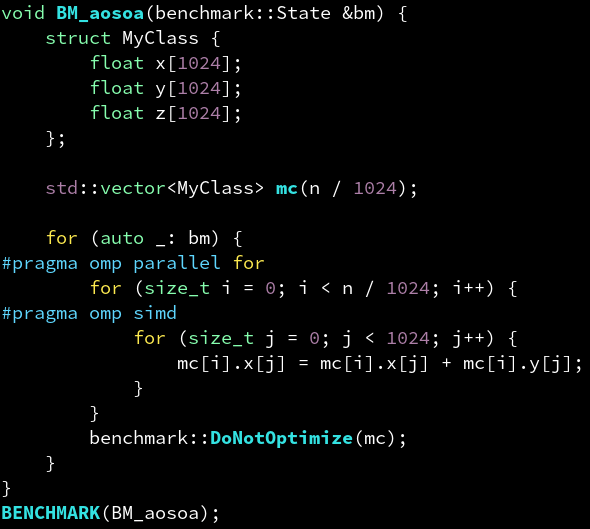 void BM_aosoa(benchmark::State &bm) {
    struct MyClass {
        float x[1024];
        float y[1024];
        float z[1024];
    };

    std::vector<MyClass> mc(n / 1024);

    for (auto _: bm) {
#pragma omp parallel for
        for (size_t i = 0; i < n / 1024; i++) {
#pragma omp simd
            for (size_t j = 0; j < 1024; j++) {
                mc[i].x[j] = mc[i].x[j] + mc[i].y[j];
            }
        }
        benchmark::DoNotOptimize(mc);
    }
}
BENCHMARK(BM_aosoa);